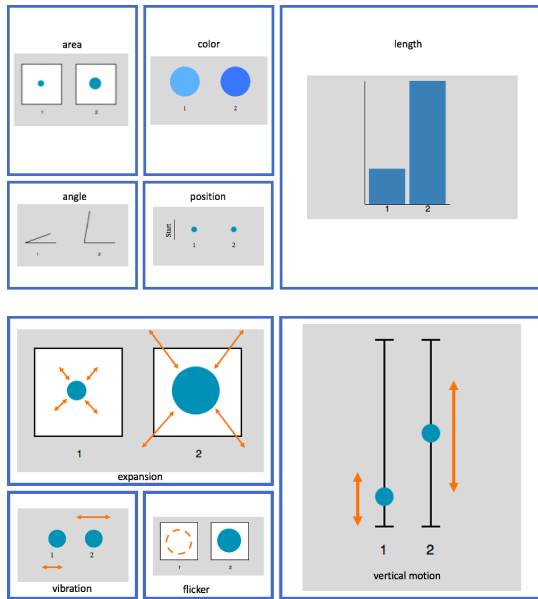 area
1 2
color
1 2
length
1 2
angle
1 2
position
Start
1 2
1 2
expansion
1 2
vibration
1 2
flicker
1 2
vertical motion